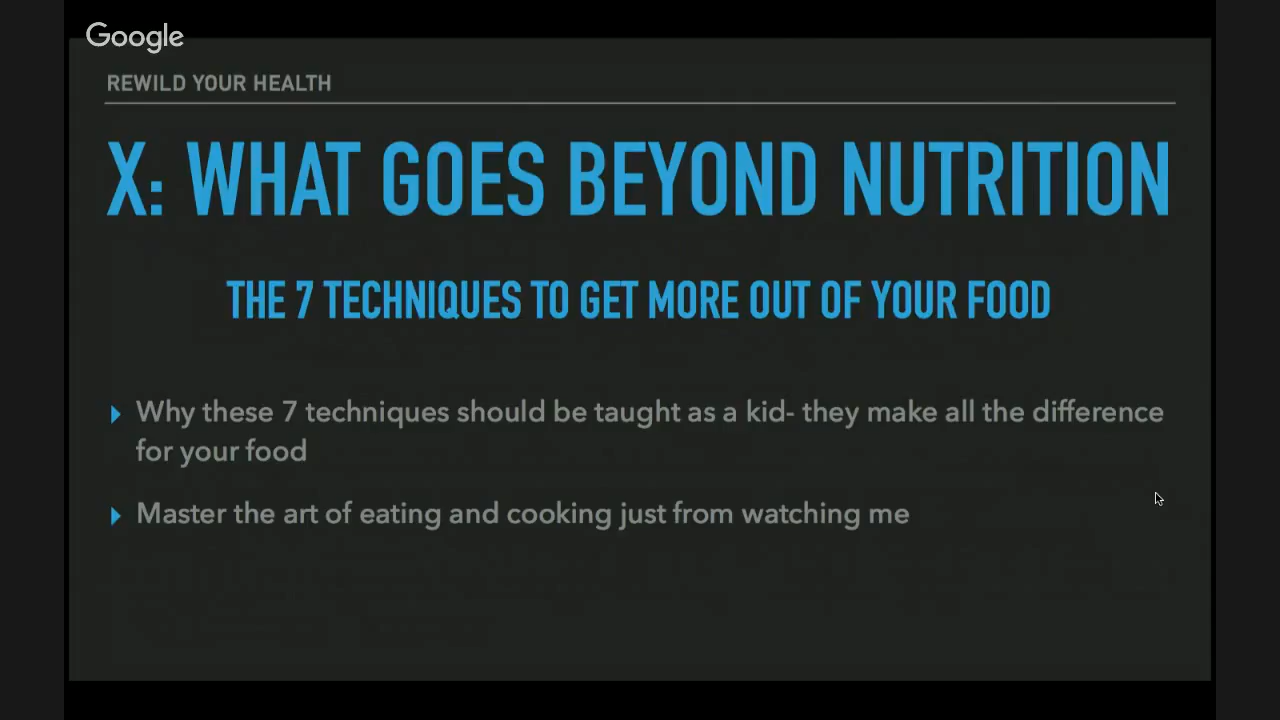 Google
REWILD YOUR HEALTH
X: WHAT GOES BEYOND NUTRITION
THE 7 TECHNIQUES TO GET MORE OUT OF YOUR FOOD
Why these 7 techniques should be taught as a kid- they make all the difference
for your food
Master the art of eating and cooking just from watching me